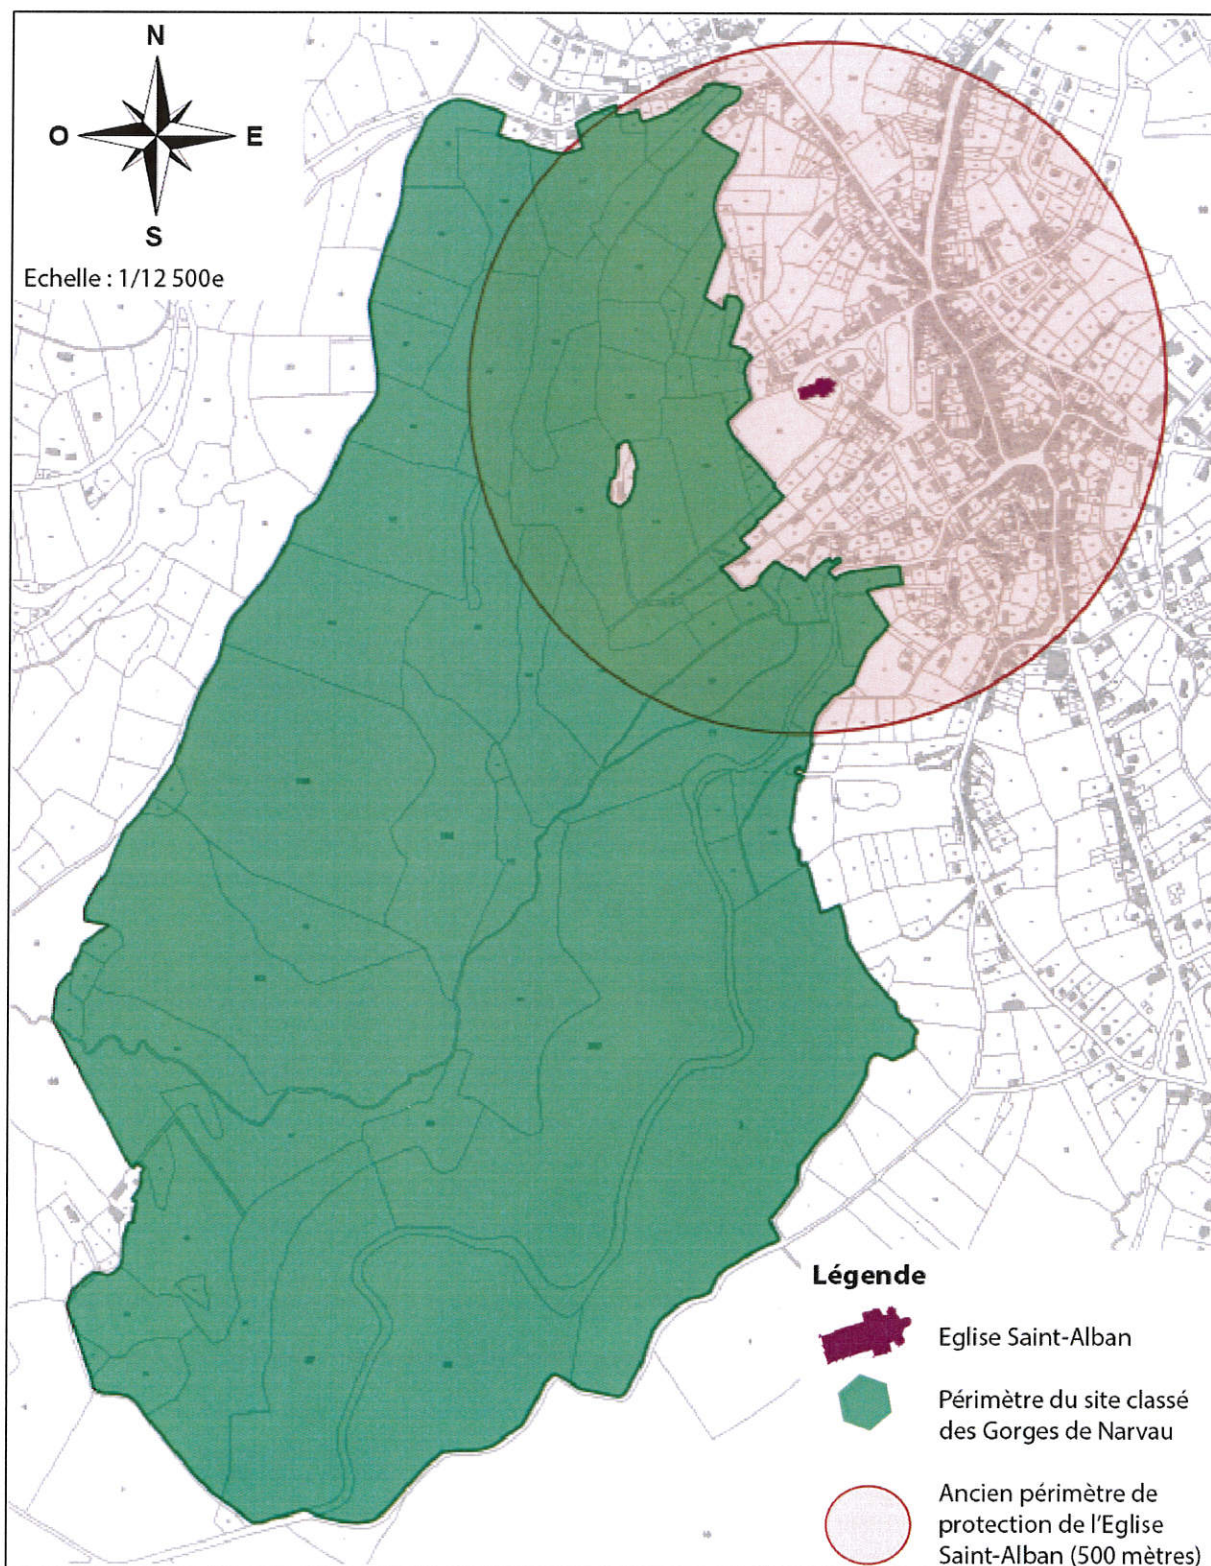 N
O
E
S
Echelle : 1/12 500e
Légende
Eglise Saint-Alban
Périmètre du site classé
des Gorges de Narvau
Ancien périmètre de
protection de l'Eglise
Saint-Alban (500 mètres)